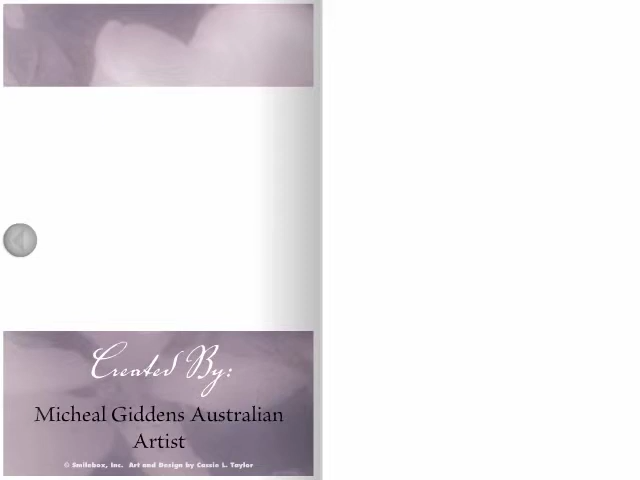 Created By:
Micheal Giddens Australian
Artist
© Smilebox, Inc. Art and Design by Cassie L. Taylor